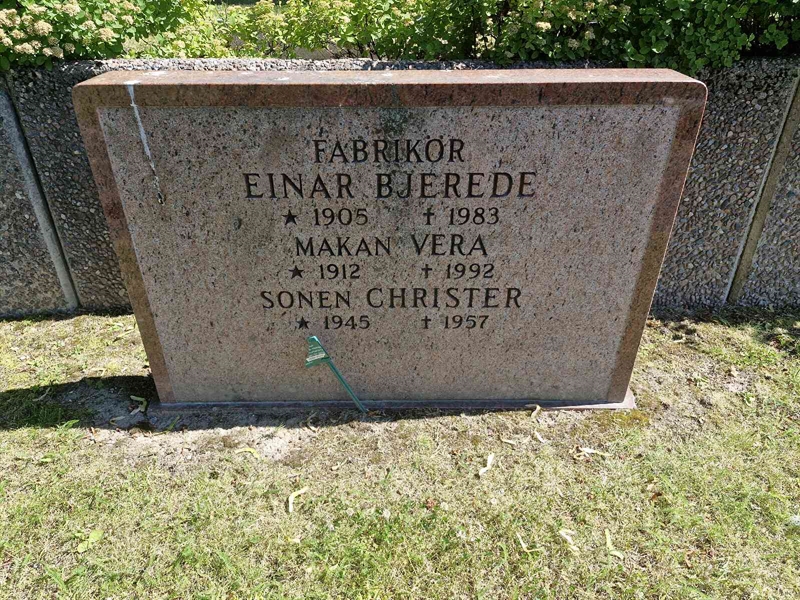 FABRIKÖR
EINAR BJEREDE
★ 1905 † 1983
MAKAN VERA
★ 1912 † 1992
SONEN CHRISTER
★ 1945 † 1957